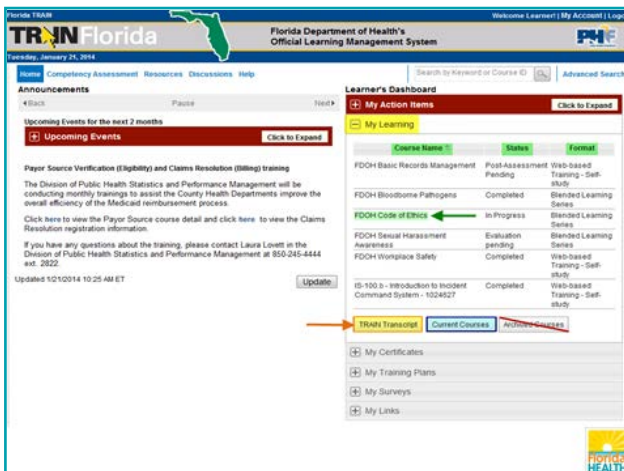 Florida TRAIN
Welcome Learner! | My Account | Log
TRAIN Florida
Florida Department of Health's
Official Learning Management System
PHF
Tuesday, January 21, 2014
Home Competency Assessment Resources Discussions Help
Search by Keyword or Course ID
Advanced Search
Announcements
Back Pause Next
Upcoming Events for the next 2 months
Upcoming Events Click to Expand
Payor Source Verification (Eligibility) and Claims Resolution (Billing) training
The Division of Public Health Statistics and Performance Management will be
conducting monthly trainings to assist the County Health Departments improve the
overall efficiency of the Medicaid reimbursement process.
Click here to view the Payor Source course detail and click here to view the Claims
Resolution registration information.
If you have any questions about the training, please contact Laura Lovett in the
Division of Public Health Statistics and Performance Management at 850-245-4444
ext. 2822.
Updated 1/21/2014 10:25 AM ET
Update
Learner's Dashboard
My Action Items Click to Expand
My Learning
Course Name Status Format
FDOH Basic Records Management Post-Assessment Web-based
Pending Training - Self-
study
FDOH Bloodborne Pathogens Completed Blended Learning
Series
FDOH Code of Ethics In Progress Blended Learning
Series
FDOH Sexual Harassment Evaluation Blended Learning
Awareness pending Series
FDOH Workplace Safety Completed Web-based
Training - Self-
study
IS-100.b - Introduction to Incident Completed Web-based
Command System - 1024627 Training - Self-
study
TRAIN Transcript Current Courses Archived Courses
My Certificates
My Training Plans
My Surveys
My Links
Florida
HEALTH